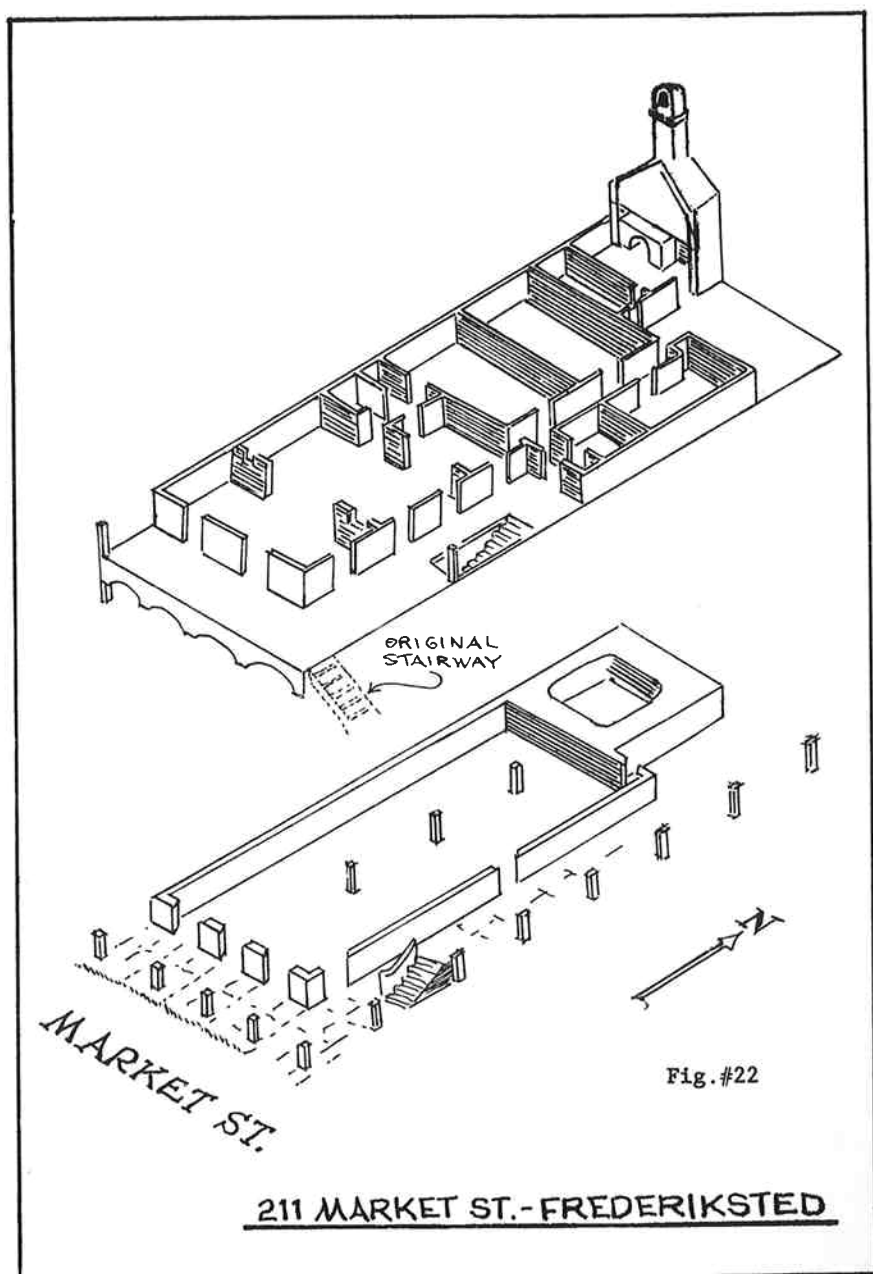 ORIGINAL
STAIRWAY
N
MARKET ST.
Fig.#22
211 MARKET ST.-FREDERIKSTED